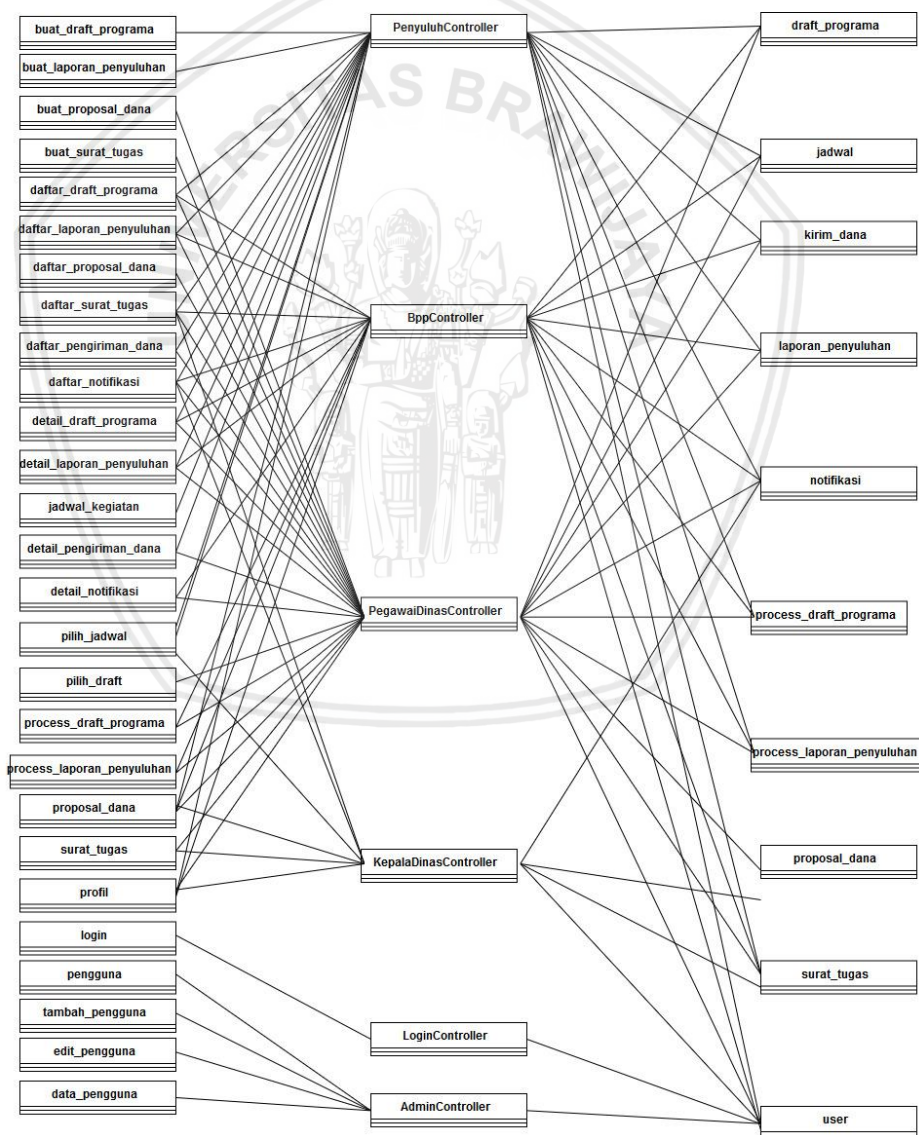 buat_draft_programa
buat_laporan_penyuluhan
buat_proposal_dana
buat_surat_tugas
daftar_draft_programa
daftar_laporan_penyuluhan
daftar_proposal_dana
daftar_surat_tugas
daftar_pengiriman_dana
daftar_notifikasi
detail_draft_programa
detail_laporan_penyuluhan
jadwal_kegiatan
detail_pengiriman_dana
detail_notifikasi
pilih_jadwal
pilih_draft
process_draft_programa
process_laporan_penyuluhan
proposal_dana
surat_tugas
profil
login
pengguna
tambah_pengguna
edit_pengguna
data_pengguna
PenyuluhController
BppController
PegawaiDinasController
KepalaDinasController
LoginController
AdminController
draft_programa
jadwal
kirim_dana
laporan_penyuluhan
notifikasi
process_draft_programa
process_laporan_penyuluhan
proposal_dana
surat_tugas
user
UNIVERSITAS BRAWIJAYA